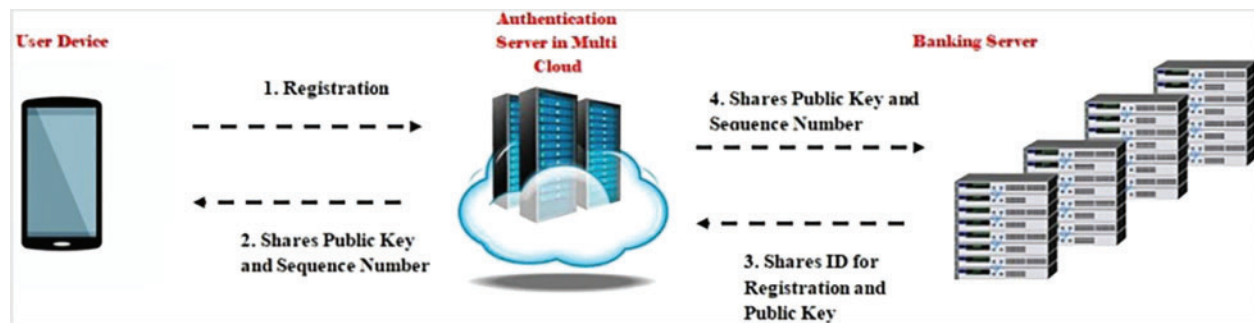 User Device
Authentication
Server in Multi
Cloud
Banking Server
1. Registration
4. Shares Public Key and
Sequence Number
2. Shares Public Key
and Sequence Number
3. Shares ID for
Registration and
Public Key